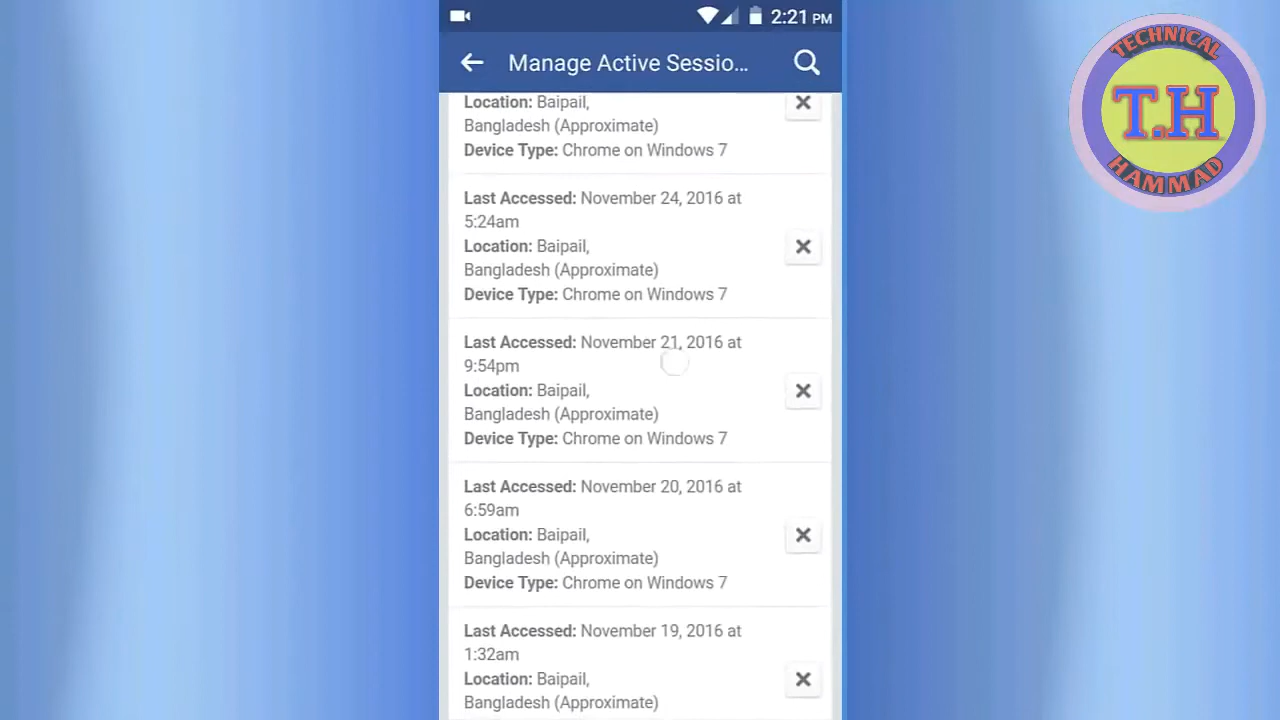 2:21 PM
Manage Active Sessio...
Location: Baipail,
Bangladesh (Approximate)
Device Type: Chrome on Windows 7
Last Accessed: November 24, 2016 at
5:24am
Location: Baipail,
Bangladesh (Approximate)
Device Type: Chrome on Windows 7
Last Accessed: November 21, 2016 at
9:54pm
Location: Baipail,
Bangladesh (Approximate)
Device Type: Chrome on Windows 7
Last Accessed: November 20, 2016 at
6:59am
Location: Baipail,
Bangladesh (Approximate)
Device Type: Chrome on Windows 7
Last Accessed: November 19, 2016 at
1:32am
Location: Baipail,
Bangladesh (Approximate)
TECHNICAL
T.H
HAMMAD